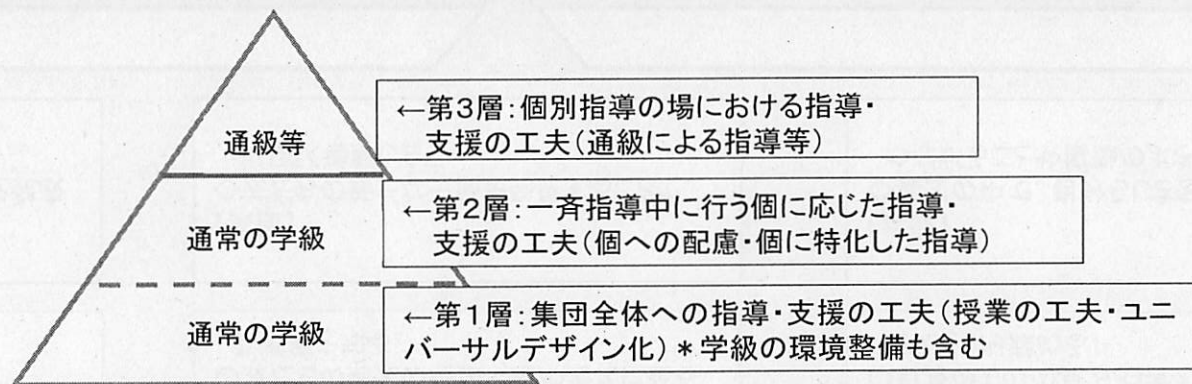 通級等
←第3層:個別指導の場における指導・
支援の工夫(通級による指導等)
通常の学級
←第2層:一斉指導中に行う個に応じた指導・
支援の工夫(個への配慮・個に特化した指導)
通常の学級
←第1層:集団全体への指導・支援の工夫(授業の工夫・ユニ
バーサルデザイン化)*学級の環境整備も含む